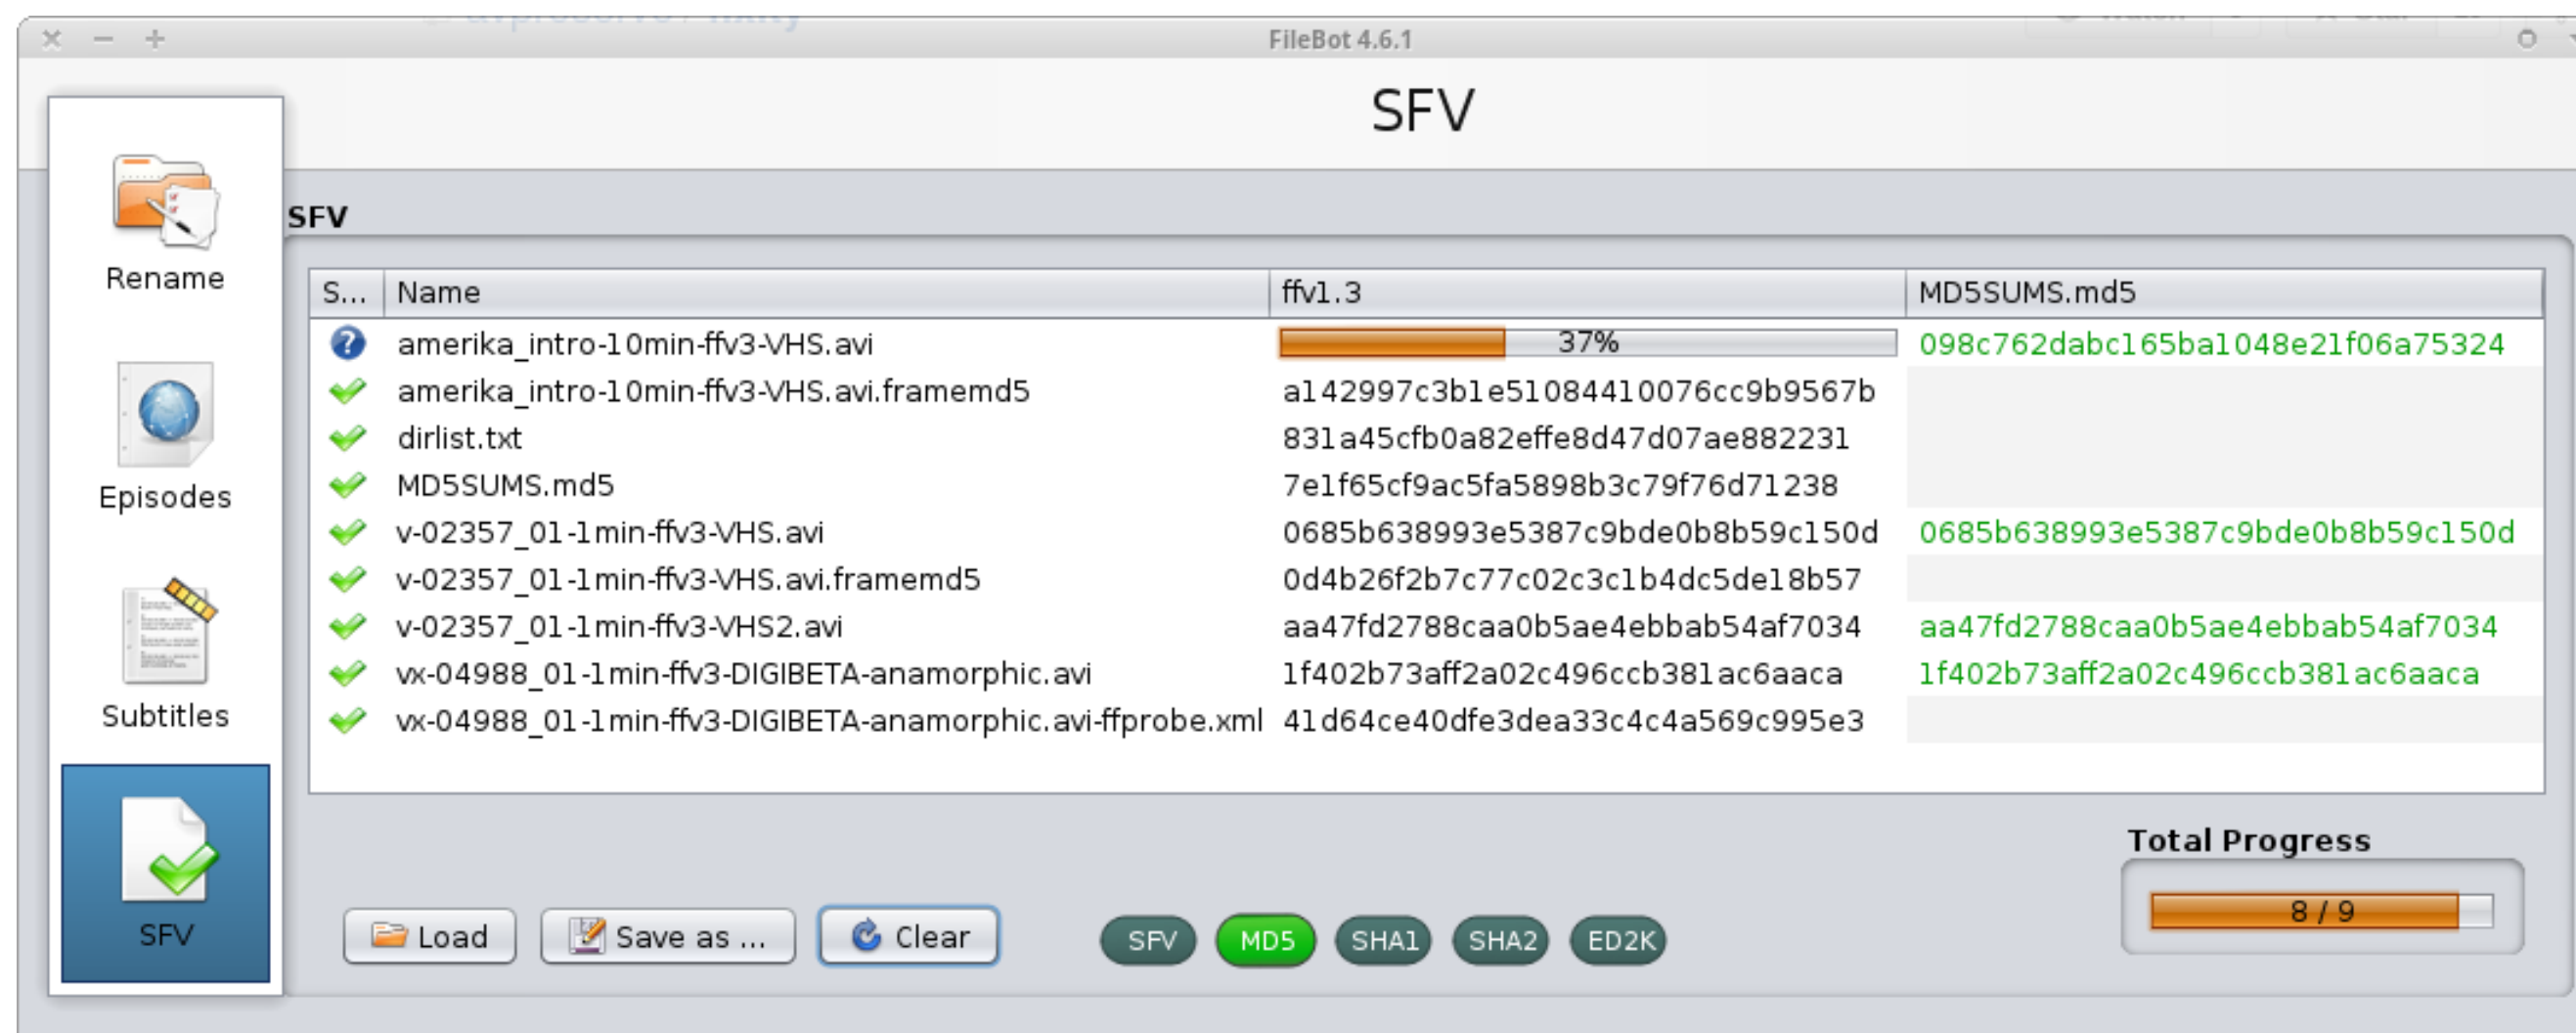 FileBot 4.6.1
SFV
Rename
Episodes
Subtitles
SFV
SFV
S... Name ffv1.3 MD5SUMS.md5
amerika_intro-10min-ffv3-VHS.avi 37% 098c762dabc165ba1048e21f06a75324
amerika_intro-10min-ffv3-VHS.avi.framemd5 a142997c3b1e51084410076cc9b9567b
dirlist.txt 831a45cfb0a82effe8d47d07ae882231
MD5SUMS.md5 7e1f65cf9ac5fa5898b3c79f76d71238
v-02357_01-1min-ffv3-VHS.avi 0685b638993e5387c9bde0b8b59c150d 0685b638993e5387c9bde0b8b59c150d
v-02357_01-1min-ffv3-VHS.avi.framemd5 0d4b26f2b7c77c02c3c1b4dc5de18b57
v-02357_01-1min-ffv3-VHS2.avi aa47fd2788caa0b5ae4ebbab54af7034 aa47fd2788caa0b5ae4ebbab54af7034
vx-04988_01-1min-ffv3-DIGIBETA-anamorphic.avi 1f402b73aff2a02c496ccb381ac6aaca 1f402b73aff2a02c496ccb381ac6aaca
vx-04988_01-1min-ffv3-DIGIBETA-anamorphic.avi-ffprobe.xml 41d64ce40dfe3dea33c4c4a569c995e3
Total Progress
8 / 9
Load Save as ... Clear SFV MD5 SHA1 SHA2 ED2K